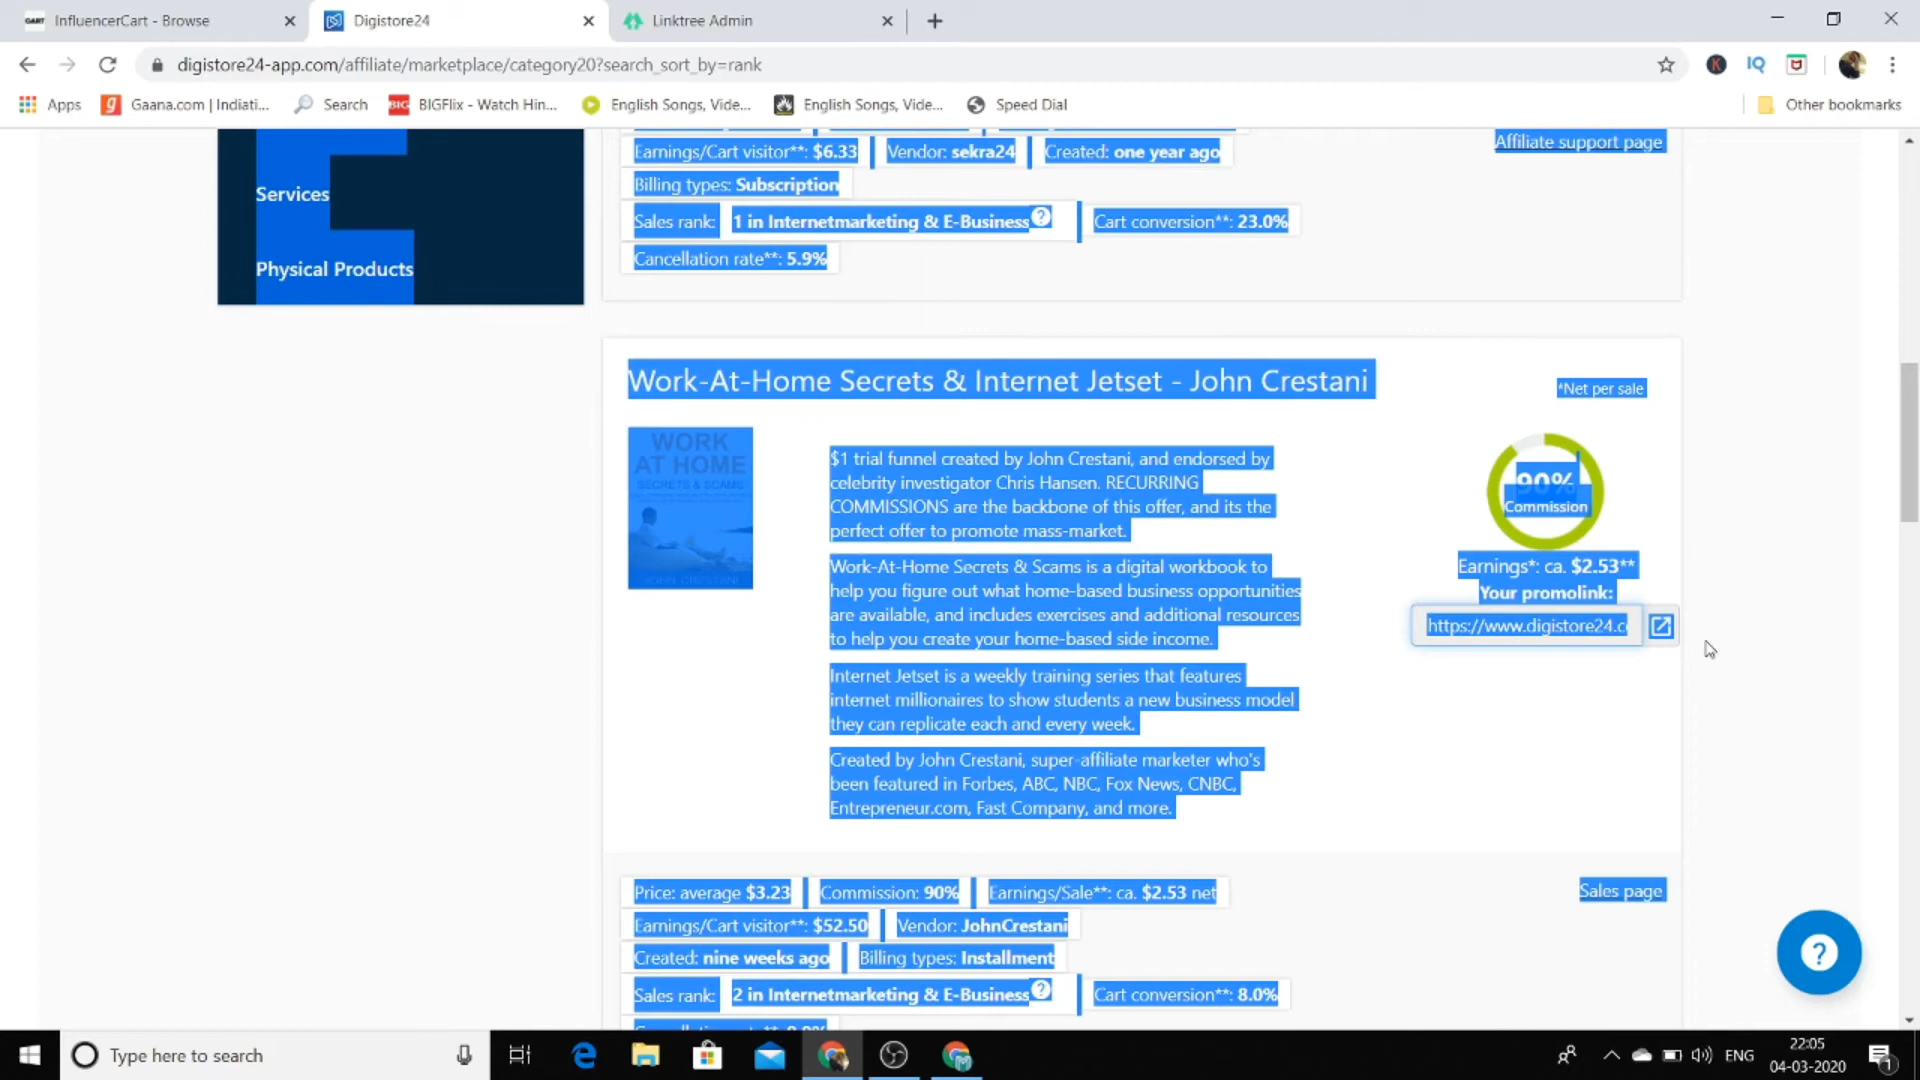 InfluencerCart - Browse
Digistore24
Linktree Admin
digistore24-app.com/affiliate/marketplace/category20?search_sort_by=rank
Apps
Gaana.com | Indiati...
Search
BIGFlix - Watch Hin...
English Songs, Vide...
English Songs, Vide...
Speed Dial
Other bookmarks
Services
Physical Products
Earnings/Cart visitor**: $6.33
Vendor: sekra24
Created: one year ago
Affiliate support page
Billing types: Subscription
Sales rank: 1 in Internetmarketing & E-Business
Cart conversion**: 23.0%
Cancellation rate**: 5.9%
Work-At-Home Secrets & Internet Jetset - John Crestani
*Net per sale
WORK
AT HOME
SECRETS & SCAMS
JOHN CRESTANI
$1 trial funnel created by John Crestani, and endorsed by
celebrity investigator Chris Hansen. RECURRING
COMMISSIONS are the backbone of this offer, and its the
perfect offer to promote mass-market.
Work-At-Home Secrets & Scams is a digital workbook to
help you figure out what home-based business opportunities
are available, and includes exercises and additional resources
to help you create your home-based side income.
Internet Jetset is a weekly training series that features
internet millionaires to show students a new business model
they can replicate each and every week.
Created by John Crestani, super-affiliate marketer who's
been featured in Forbes, ABC, NBC, Fox News, CNBC,
Entrepreneur.com, Fast Company, and more.
90%
Commission
Earnings*: ca. $2.53**
Your promolink:
https://www.digistore24.c
Price: average $3.23
Commission: 90%
Earnings/Sale**: ca. $2.53 net
Sales page
Earnings/Cart visitor**: $52.50
Vendor: JohnCrestani
Created: nine weeks ago
Billing types: Installment
Sales rank: 2 in Internetmarketing & E-Business
Cart conversion**: 8.0%
Type here to search
ENG
22:05
04-03-2020